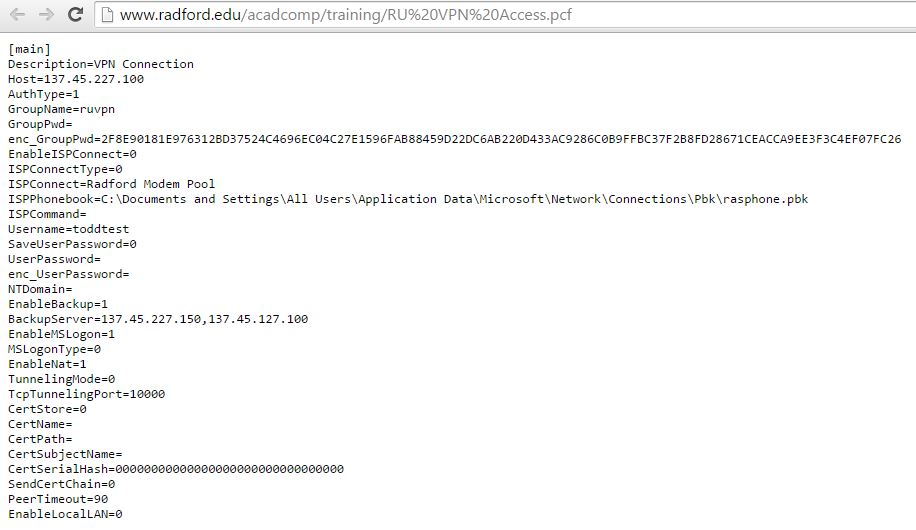 www.radford.edu/acadcomp/training/RU%20VPN%20Access.pcf
[main]
Description=VPN Connection
Host=137.45.227.100
AuthType=1
GroupName=ruvpn
GroupPwd=
enc_GroupPwd=2F8E90181E976312BD37524C4696EC04C27E1596FAB88459D22DC6AB220D433AC9286C0B9FFBC37F2B8FD28671CEACCA9EE3F3C4EF07FC26
EnableISPConnect=0
ISPConnectType=0
ISPConnect=Radford Modem Pool
ISPPhonebook=C:\Documents and Settings\All Users\Application Data\Microsoft\Network\Connections\Pbk\rasphone.pbk
ISPCommand=
Username=toddtest
SaveUserPassword=0
UserPassword=
enc_UserPassword=
NTDomain=
EnableBackup=1
BackupServer=137.45.227.150,137.45.127.100
EnableMSLogon=1
MSLogonType=0
EnableNat=1
TunnelingMode=0
TcpTunnelingPort=10000
CertStore=0
CertName=
CertPath=
CertSubjectName=
CertSerialHash=00000000000000000000000000000000
SendCertChain=0
PeerTimeout=90
EnableLocalLAN=0